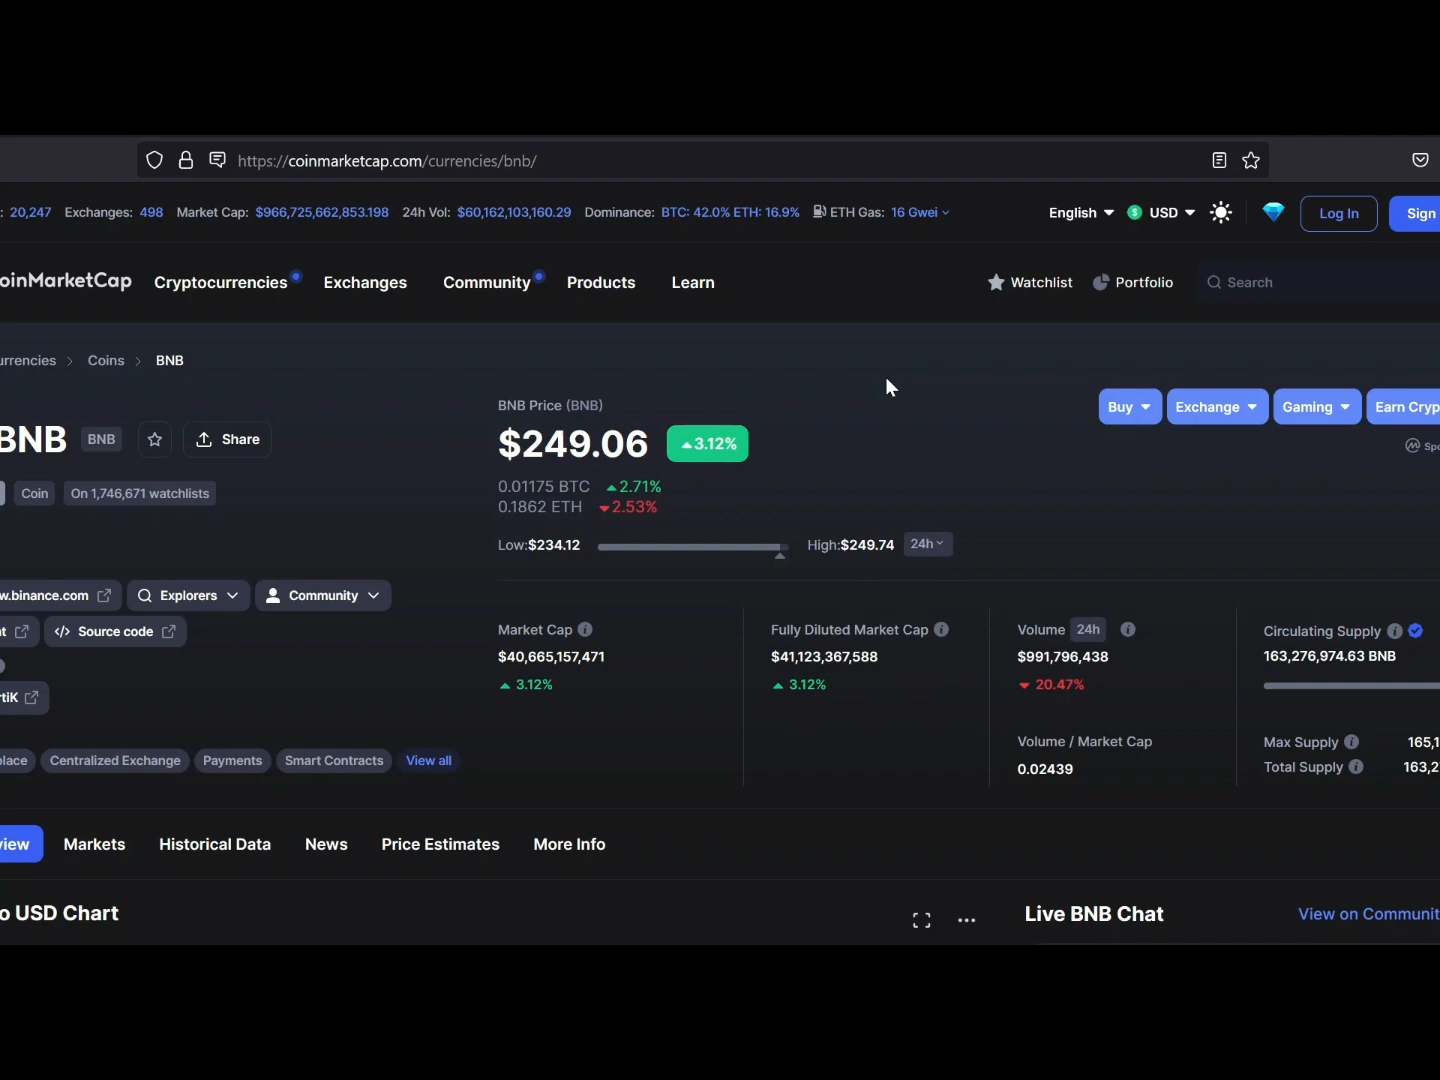 https://coinmarketcap.com/currencies/bnb/
: 20,247 Exchanges: 498 Market Cap: $966,725,662,853.198 24h Vol: $60,162,103,160.29 Dominance: BTC: 42.0% ETH: 16.9% ETH Gas: 16 Gwei English USD Log In Sign
oinMarketCap Cryptocurrencies Exchanges Community Products Learn Watchlist Portfolio Search
urrencies > Coins > BNB
BNB BNB Share
Coin On 1,746,671 watchlists
w.binance.com Explorers Community
t Source code
tiK
place Centralized Exchange Payments Smart Contracts View all
BNB Price (BNB)
$249.06 3.12%
0.01175 BTC 2.71%
0.1862 ETH 2.53%
Low:$234.12 High:$249.74 24h
Buy Exchange Gaming Earn Cryp
Spo
Market Cap
$40,665,157,471
3.12%
Fully Diluted Market Cap
$41,123,367,588
3.12%
Volume 24h
$991,796,438
20.47%
Volume / Market Cap
0.02439
Circulating Supply
163,276,974.63 BNB
Max Supply 165,1
Total Supply 163,2
view Markets Historical Data News Price Estimates More Info
o USD Chart
Live BNB Chat View on Communit